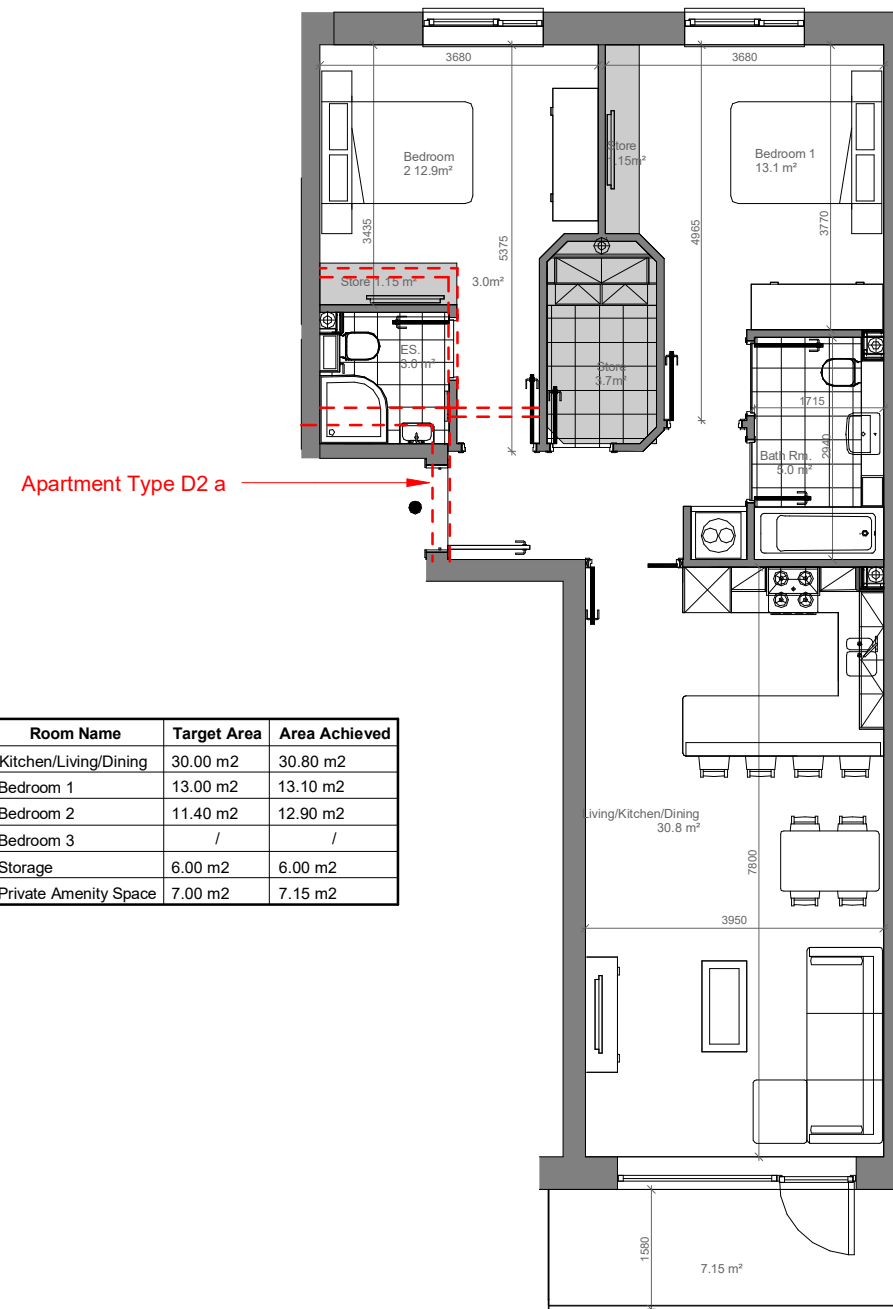 3680
3680
Bedroom
2 12.9m²
Store
1.15m²
Bedroom 1
13.1 m²
3435
5375
4965
3770
Store 1.15 m²
3.0m²
ES.
3.0 m²
Store
3.7m²
1715
2940
Bath Rm.
5.0 m²
Apartment Type D2 a
Room Name Target Area Area Achieved
Kitchen/Living/Dining 30.00 m2 30.80 m2
Bedroom 1 13.00 m2 13.10 m2
Bedroom 2 11.40 m2 12.90 m2
Bedroom 3 / /
Storage 6.00 m2 6.00 m2
Private Amenity Space 7.00 m2 7.15 m2
Living/Kitchen/Dining
30.8 m²
7800
3950
1580
7.15 m²